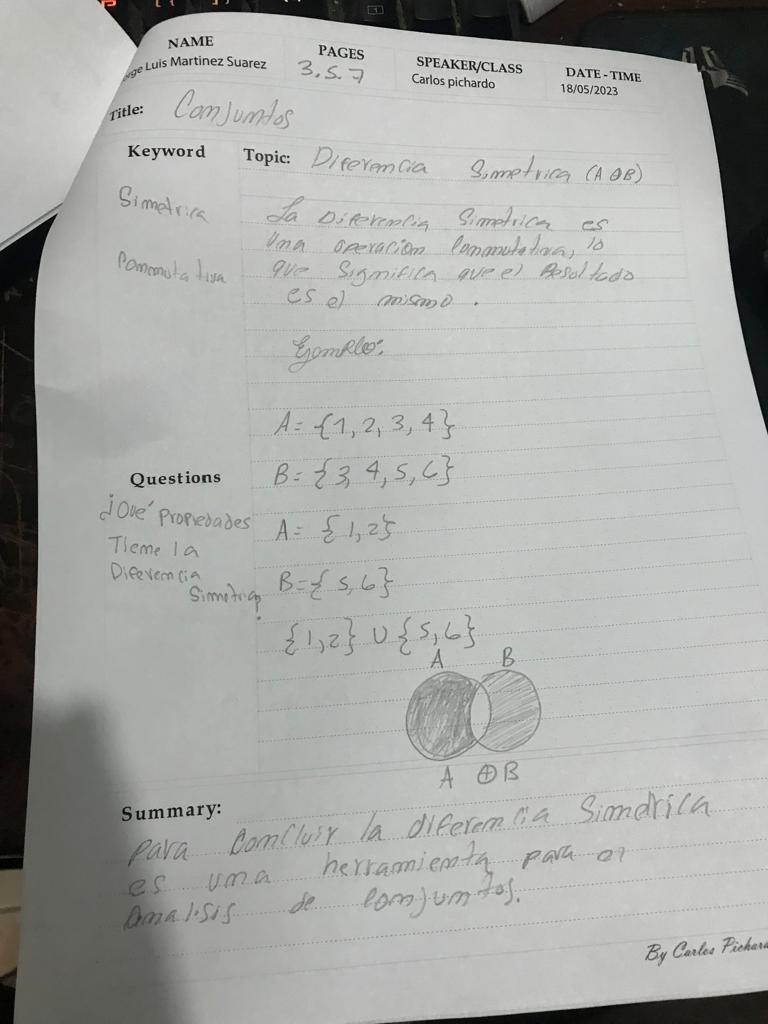 NAME
rge Luis Martinez Suarez
PAGES
3.5.7
SPEAKER/CLASS
Carlos pichardo
DATE - TIME
18/05/2023
Title: Conjuntos
Keyword
Simetrica
Conmutativa
Topic: Diferencia Simetrica (A ⊕ B)
La Diferencia Simetrica es
una operacion Conmutativa, lo
que significa que el Resultado
es el mismo.
Ejemplo:
A= {1, 2, 3, 4}
B= {3, 4, 5, 6}
A= {1,2}
B={5,6}
{1,2} U {5,6}
A B
A ⊕ B
Questions
¿Qué Propiedades
Tiene la
Diferencia
Simetrica?
Summary:
Para Concluir la diferencia Simetrica
es una herramienta para el
Analisis de conjuntos.
By Carlos Pichard